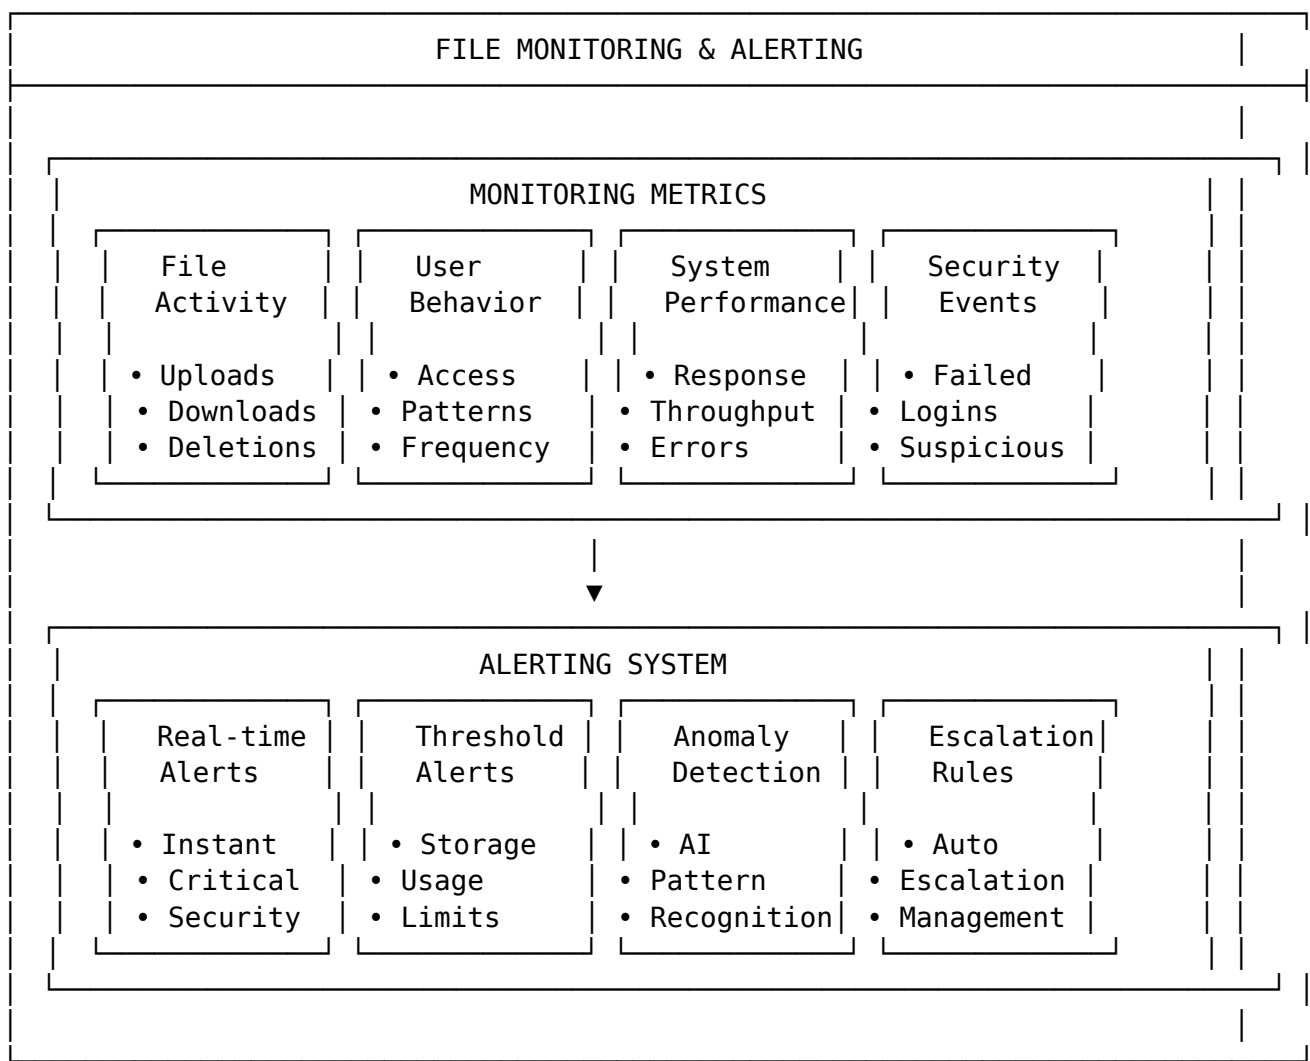 FILE MONITORING & ALERTING
MONITORING METRICS
File User System Security
Activity Behavior Performance Events
• Uploads • Access • Response • Failed
• Downloads • Patterns • Throughput • Logins
• Deletions • Frequency • Errors • Suspicious
▼
ALERTING SYSTEM
Real-time Threshold Anomaly Escalation
Alerts Alerts Detection Rules
• Instant • Storage • AI • Auto
• Critical • Usage • Pattern • Escalation
• Security • Limits • Recognition • Management